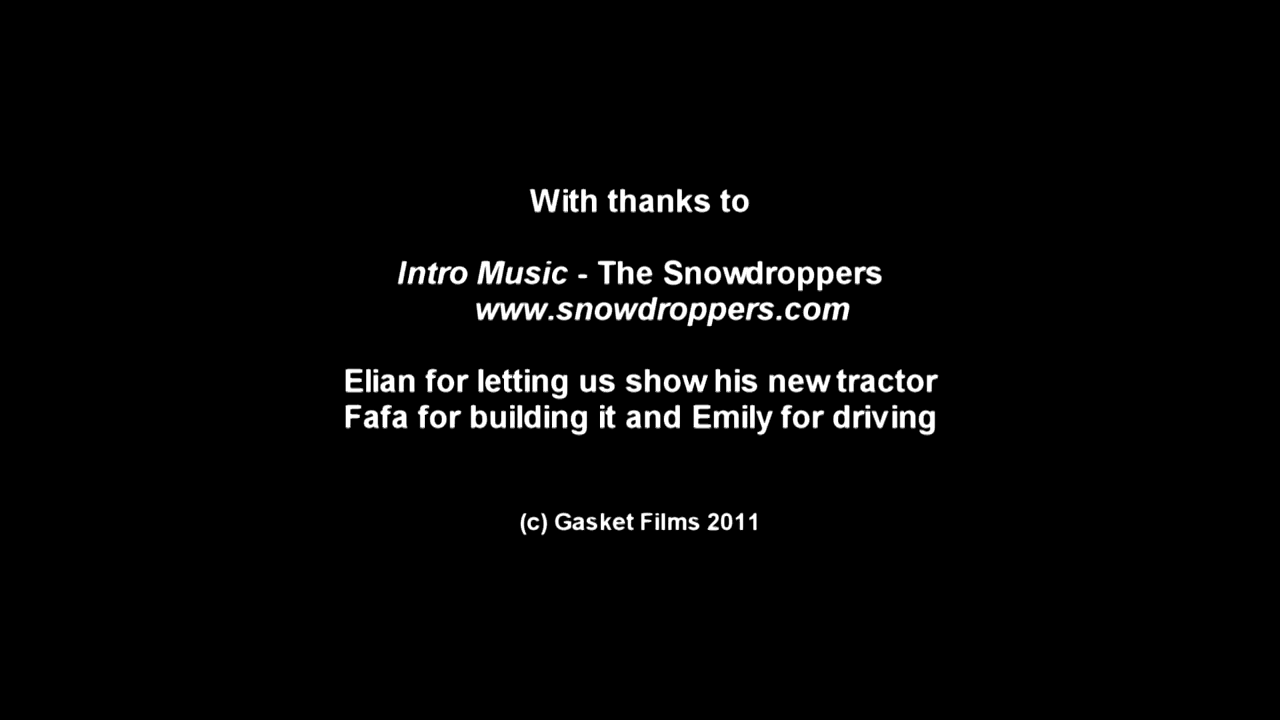 With thanks to
Intro Music - The Snowdroppers
www.snowdroppers.com
Elian for letting us show his new tractor
Fafa for building it and Emily for driving
(c) Gasket Films 2011